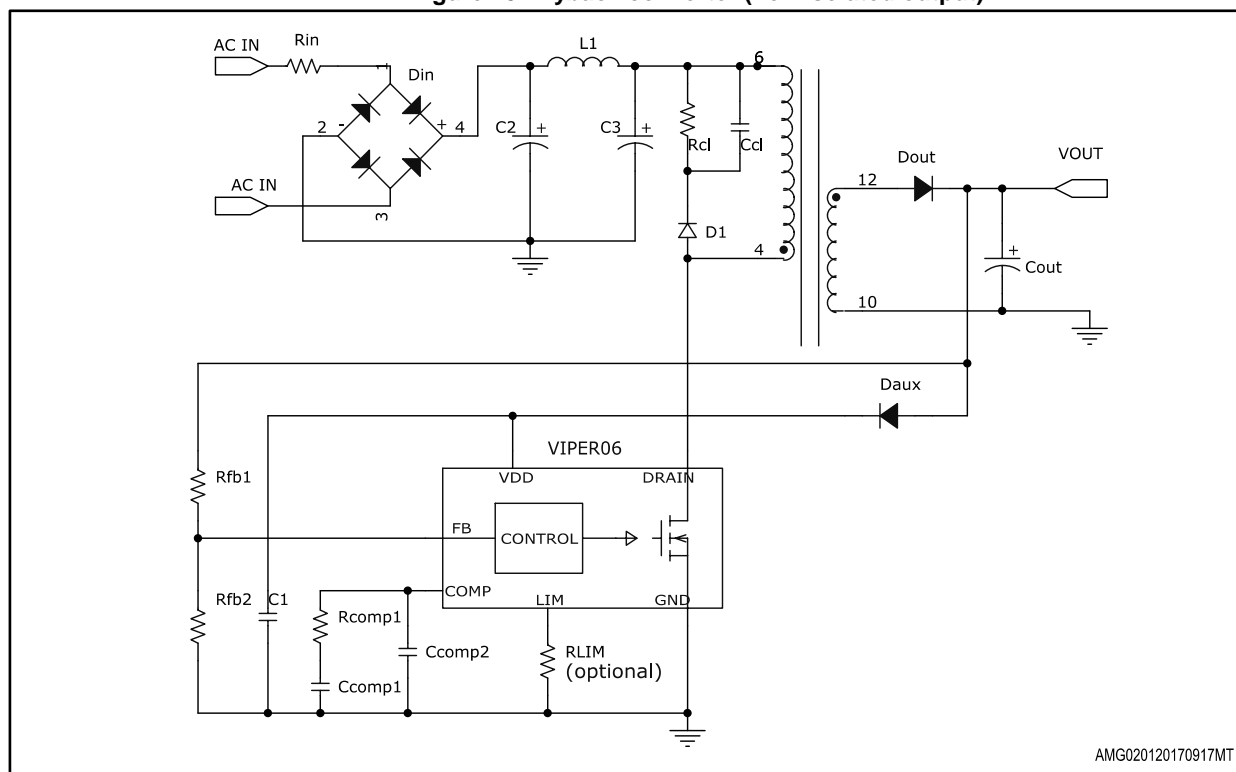 AC IN
Rin
L1
1
6
Din
2
-
+
4
C2
+
C3
+
Rcl
Ccl
Dout
VOUT
AC IN
12
3
D1
4
+
Cout
10
Daux
VIPER06
VDD
DRAIN
Rfb1
FB
CONTROL
Rfb2
C1
COMP
LIM
GND
Rcomp1
Ccomp2
RLIM
(optional)
Ccomp1
AMG020120170917MT